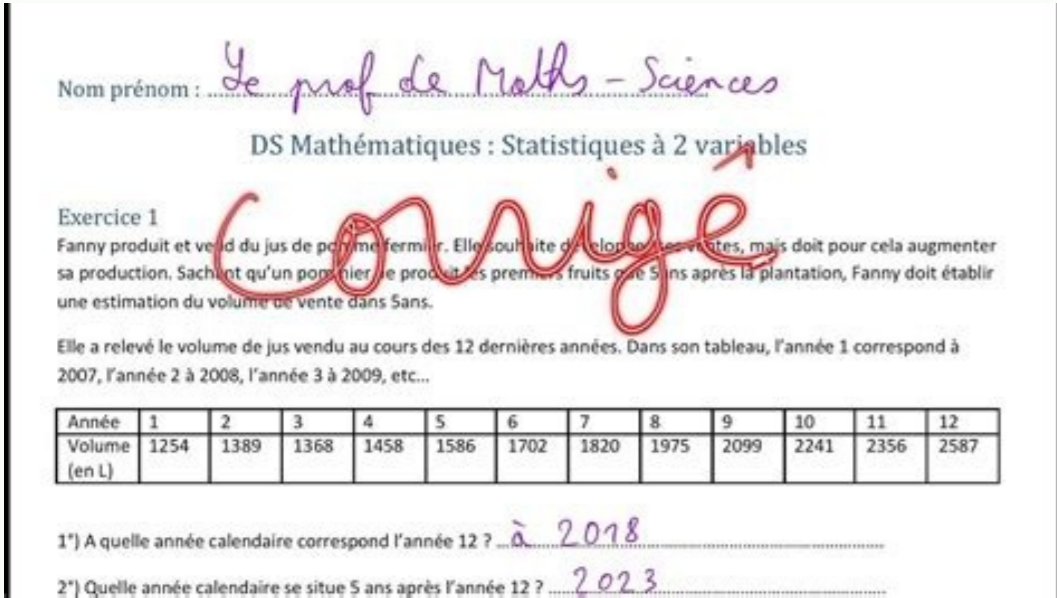 Nom prénom : Le prof de Maths - Sciences
DS Mathématiques : Statistiques à 2 variables
Corrigé
Exercice 1
Fanny produit et vend du jus de pomme fermier. Elle souhaite développer ses ventes, mais doit pour cela augmenter
sa production. Sachant qu'un pommier ne produit les premiers fruits que 5 ans après la plantation, Fanny doit établir
une estimation du volume de vente dans 5ans.
Elle a relevé le volume de jus vendu au cours des 12 dernières années. Dans son tableau, l'année 1 correspond à
2007, l'année 2 à 2008, l'année 3 à 2009, etc...
Année 1 2 3 4 5 6 7 8 9 10 11 12
Volume 1254 1389 1368 1458 1586 1702 1820 1975 2099 2241 2356 2587
(en L)
1°) A quelle année calendaire correspond l'année 12 ? à 2018
2°) Quelle année calendaire se situe 5 ans après l'année 12 ? 2023